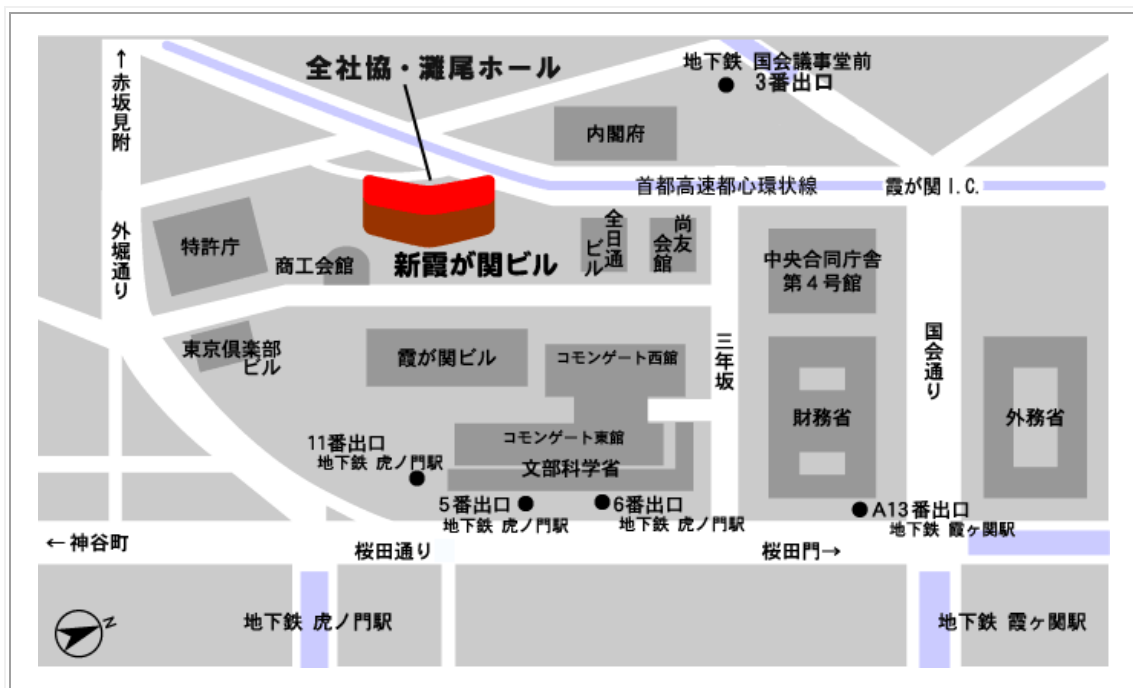 ↑赤坂見附
全社協・灘尾ホール
地下鉄 国会議事堂前
3番出口
内閣府
首都高速都心環状線
霞が関 I.C.
外堀通り
特許庁
商工会館
新霞が関ビル
全日通
ビル
尚友
会館
中央合同庁舎
第4号館
東京倶楽部
ビル
霞が関ビル
コモンゲート西館
三年坂
国会通り
財務省
外務省
コモンゲート東館
文部科学省
11番出口
地下鉄 虎ノ門駅
5番出口
地下鉄 虎ノ門駅
6番出口
地下鉄 虎ノ門駅
A13番出口
地下鉄 霞ヶ関駅
←神谷町
桜田通り
桜田門→
地下鉄 虎ノ門駅
地下鉄 霞ヶ関駅
N